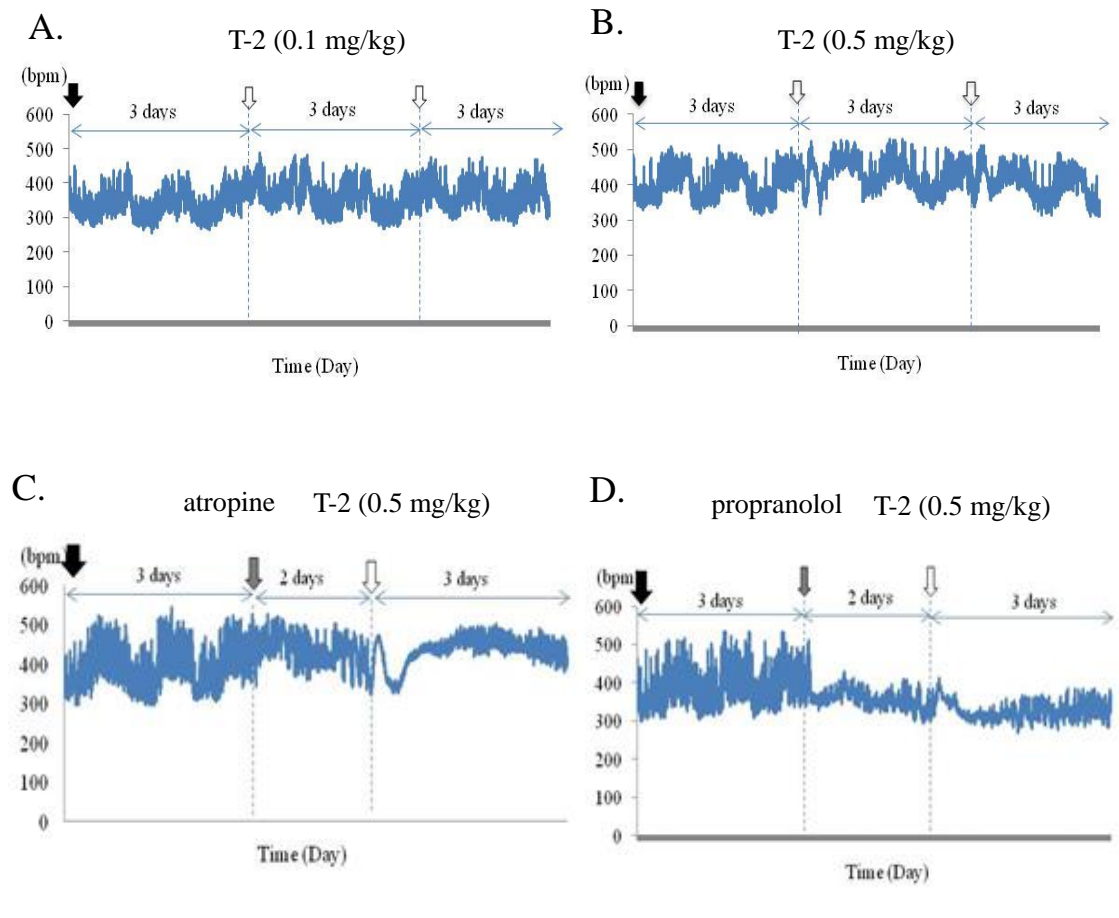 A.
T-2 (0.1 mg/kg)
(bpm)
3 days
3 days
3 days
600
500
400
300
200
100
0
Time (Day)
B.
T-2 (0.5 mg/kg)
(bpm)
3 days
3 days
3 days
600
500
400
300
200
100
0
Time (Day)
C.
atropine T-2 (0.5 mg/kg)
(bpm
3 days
2 days
3 days
600
500
400
300
200
100
0
Time (Day)
D.
propranolol T-2 (0.5 mg/kg)
(bpm
3 days
2 days
3 days
600
500
400
300
200
100
0
Time (Day)